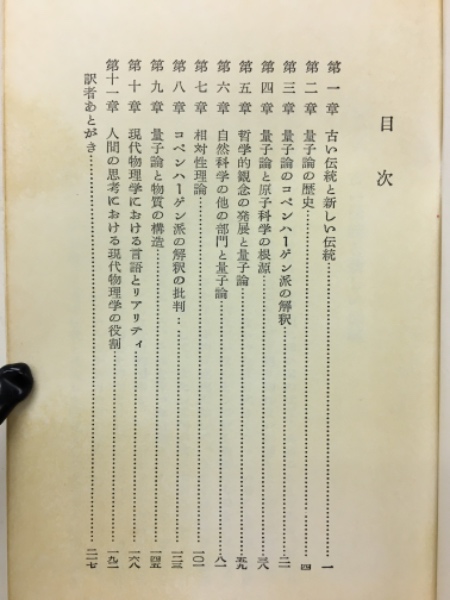 目次
第一章 古い伝統と新しい伝統……一
第二章 量子論の歴史……四
第三章 量子論のコペンハーゲン派の解釈……二一
第四章 量子論と原子科学の根源……三八
第五章 哲学的観念の発展と量子論……五九
第六章 自然科学の他の部門と量子論……八一
第七章 相対性理論……一〇一
第八章 コペンハーゲン派の解釈の批判……一二三
第九章 量子論と物質の構造……一四五
第十章 現代物理学における言語とリアリティ……一六八
第十一章 人間の思考における現代物理学の役割……一九一
訳者あとがき……二一七